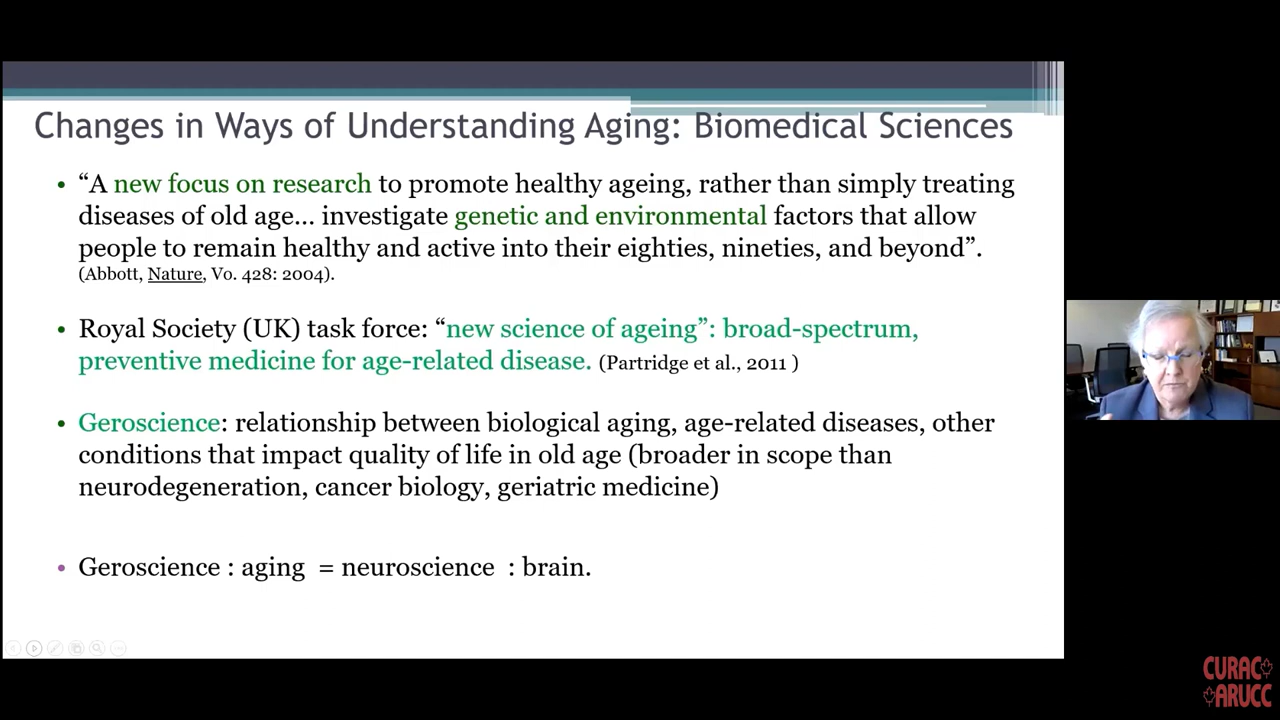 Changes in Ways of Understanding Aging: Biomedical Sciences
• “A new focus on research to promote healthy ageing, rather than simply treating
diseases of old age... investigate genetic and environmental factors that allow
people to remain healthy and active into their eighties, nineties, and beyond”.
(Abbott, Nature, Vo. 428: 2004).
• Royal Society (UK) task force: “new science of ageing”: broad-spectrum,
preventive medicine for age-related disease. (Partridge et al., 2011 )
• Geroscience: relationship between biological aging, age-related diseases, other
conditions that impact quality of life in old age (broader in scope than
neurodegeneration, cancer biology, geriatric medicine)
• Geroscience : aging = neuroscience : brain.
CURAC
ARUCC